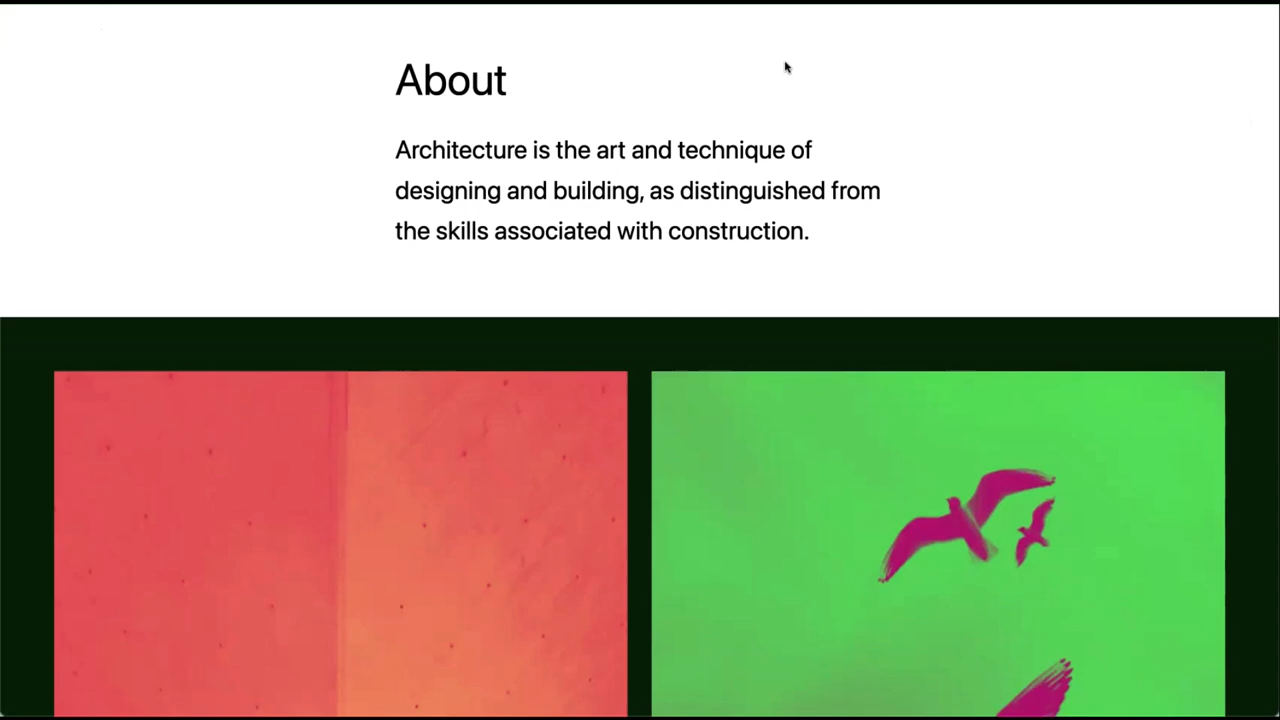 About
Architecture is the art and technique of
designing and building, as distinguished from
the skills associated with construction.